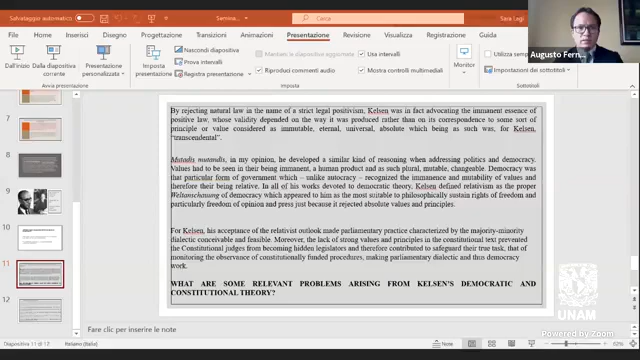 Salvataggio automatico
Semine...
Sara Lagi
File
Home
Inserisci
Disegno
Progettazione
Transizioni
Animazioni
Presentazione
Revisione
Visualizza
Registrazione
Guida
Dall'inizio
Dalla diapositiva corrente
Presentazione personalizzata
Imposta presentazione
Nascondi diapositiva
Prova intervalli
Registra presentazione
Mantieni le diapositive aggiornate
Usa intervalli
Riproduci commenti audio
Mostra controlli multimediali
Monitor
Impostazioni dei sottotitoli
Avvia presentazione
Imposta
Augusto Fern...
7
8
9
10
11
12
By rejecting natural law in the name of a strict legal positivism, Kelsen was in fact advocating the immanent essence of
positive law, whose validity depended on the way it was produced rather than on its correspondence to some sort of
principle or value considered as immutable, eternal, universal, absolute which being as such was, for Kelsen,
"transcendental".
Mutadis mutandis, in my opinion, he developed a similar kind of reasoning when addressing politics and democracy.
Values had to be seen in their being immanent, a human product and as such plural, mutable, changeable. Democracy was
that particular form of government which – unlike autocracy – recognized the immanence and mutability of values and
therefore their being relative. In all of his works devoted to democratic theory, Kelsen defined relativism as the proper
Weltanschauung of democracy which appeared to him as the most suitable to philosophically sustain rights of freedom and
particularly freedom of opinion and press just because it rejected absolute values and principles.
For Kelsen, his acceptance of the relativist outlook made parliamentary practice characterized by the majority-minority
dialectic conceivable and feasible. Moreover, the lack of strong values and principles in the constitutional text prevented
the Constitutional judges from becoming hidden legislators and therefore contributed to safeguard their true task, that of
monitoring the observance of constitutionally funded procedures, making parliamentary dialectic and thus democracy
work.
WHAT ARE SOME RELEVANT PROBLEMS ARISING FROM KELSEN'S DEMOCRATIC AND
CONSTITUTIONAL THEORY?
UNAM
Powered by Zoom
Fare clic per inserire le note
Diapositiva 11 di 12
Italiano (Italia)
Note
92%